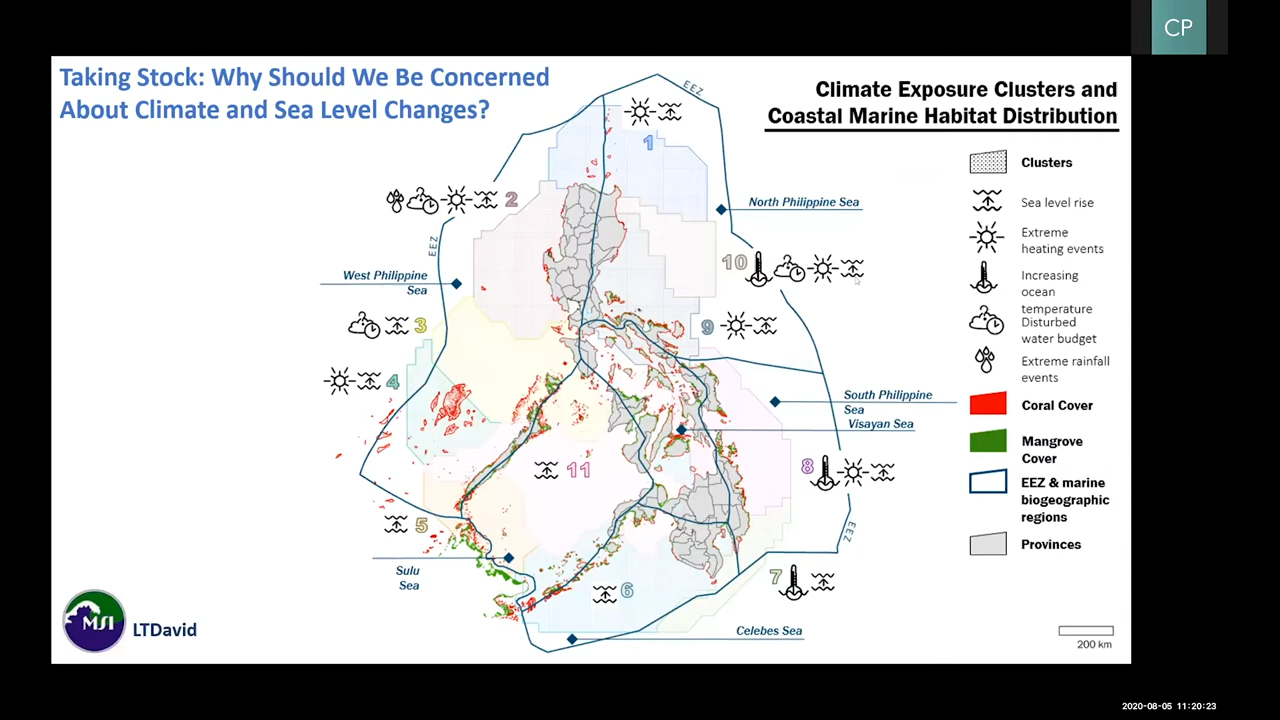 CP
Taking Stock: Why Should We Be Concerned
About Climate and Sea Level Changes?
Climate Exposure Clusters and
Coastal Marine Habitat Distribution
EEZ
1
2
EEZ
North Philippine Sea
West Philippine
Sea
10
3
9
4
South Philippine
Sea
Visayan Sea
11
8
5
EEZ
Sulu
Sea
6
7
Celebes Sea
Clusters
Sea level rise
Extreme
heating events
Increasing
ocean
temperature
Disturbed
water budget
Extreme rainfall
events
Coral Cover
Mangrove
Cover
EEZ & marine
biogeographic
regions
Provinces
200 km
MSI
LTDavid
2020-08-05 11:20:23